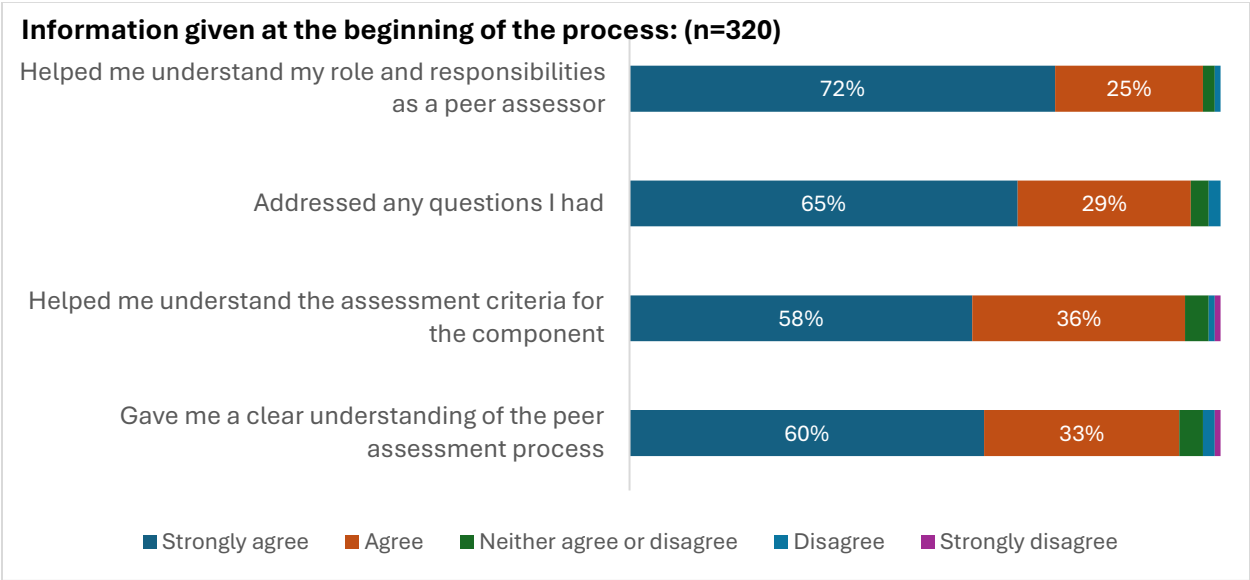 Information given at the beginning of the process: (n=320)
Helped me understand my role and responsibilities
as a peer assessor
72%
25%
Addressed any questions I had
65%
29%
Helped me understand the assessment criteria for
the component
58%
36%
Gave me a clear understanding of the peer
assessment process
60%
33%
Strongly agree
Agree
Neither agree or disagree
Disagree
Strongly disagree